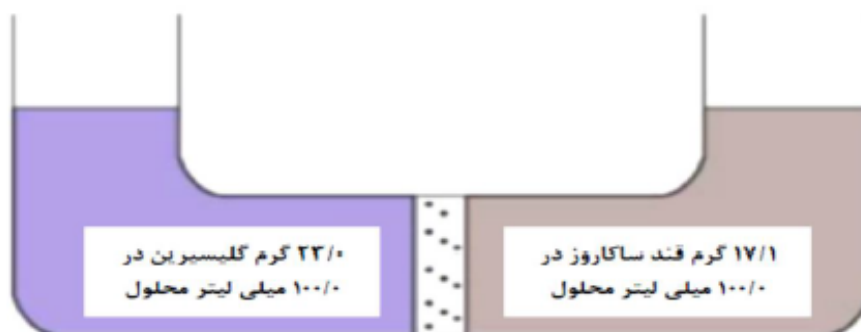 ۲۳/۰ گرم گلیسیرین در
۱۰۰/۰ میلی لیتر محلول
۱۷/۱ گرم قند ساکاروز در
۱۰۰/۰ میلی لیتر محلول